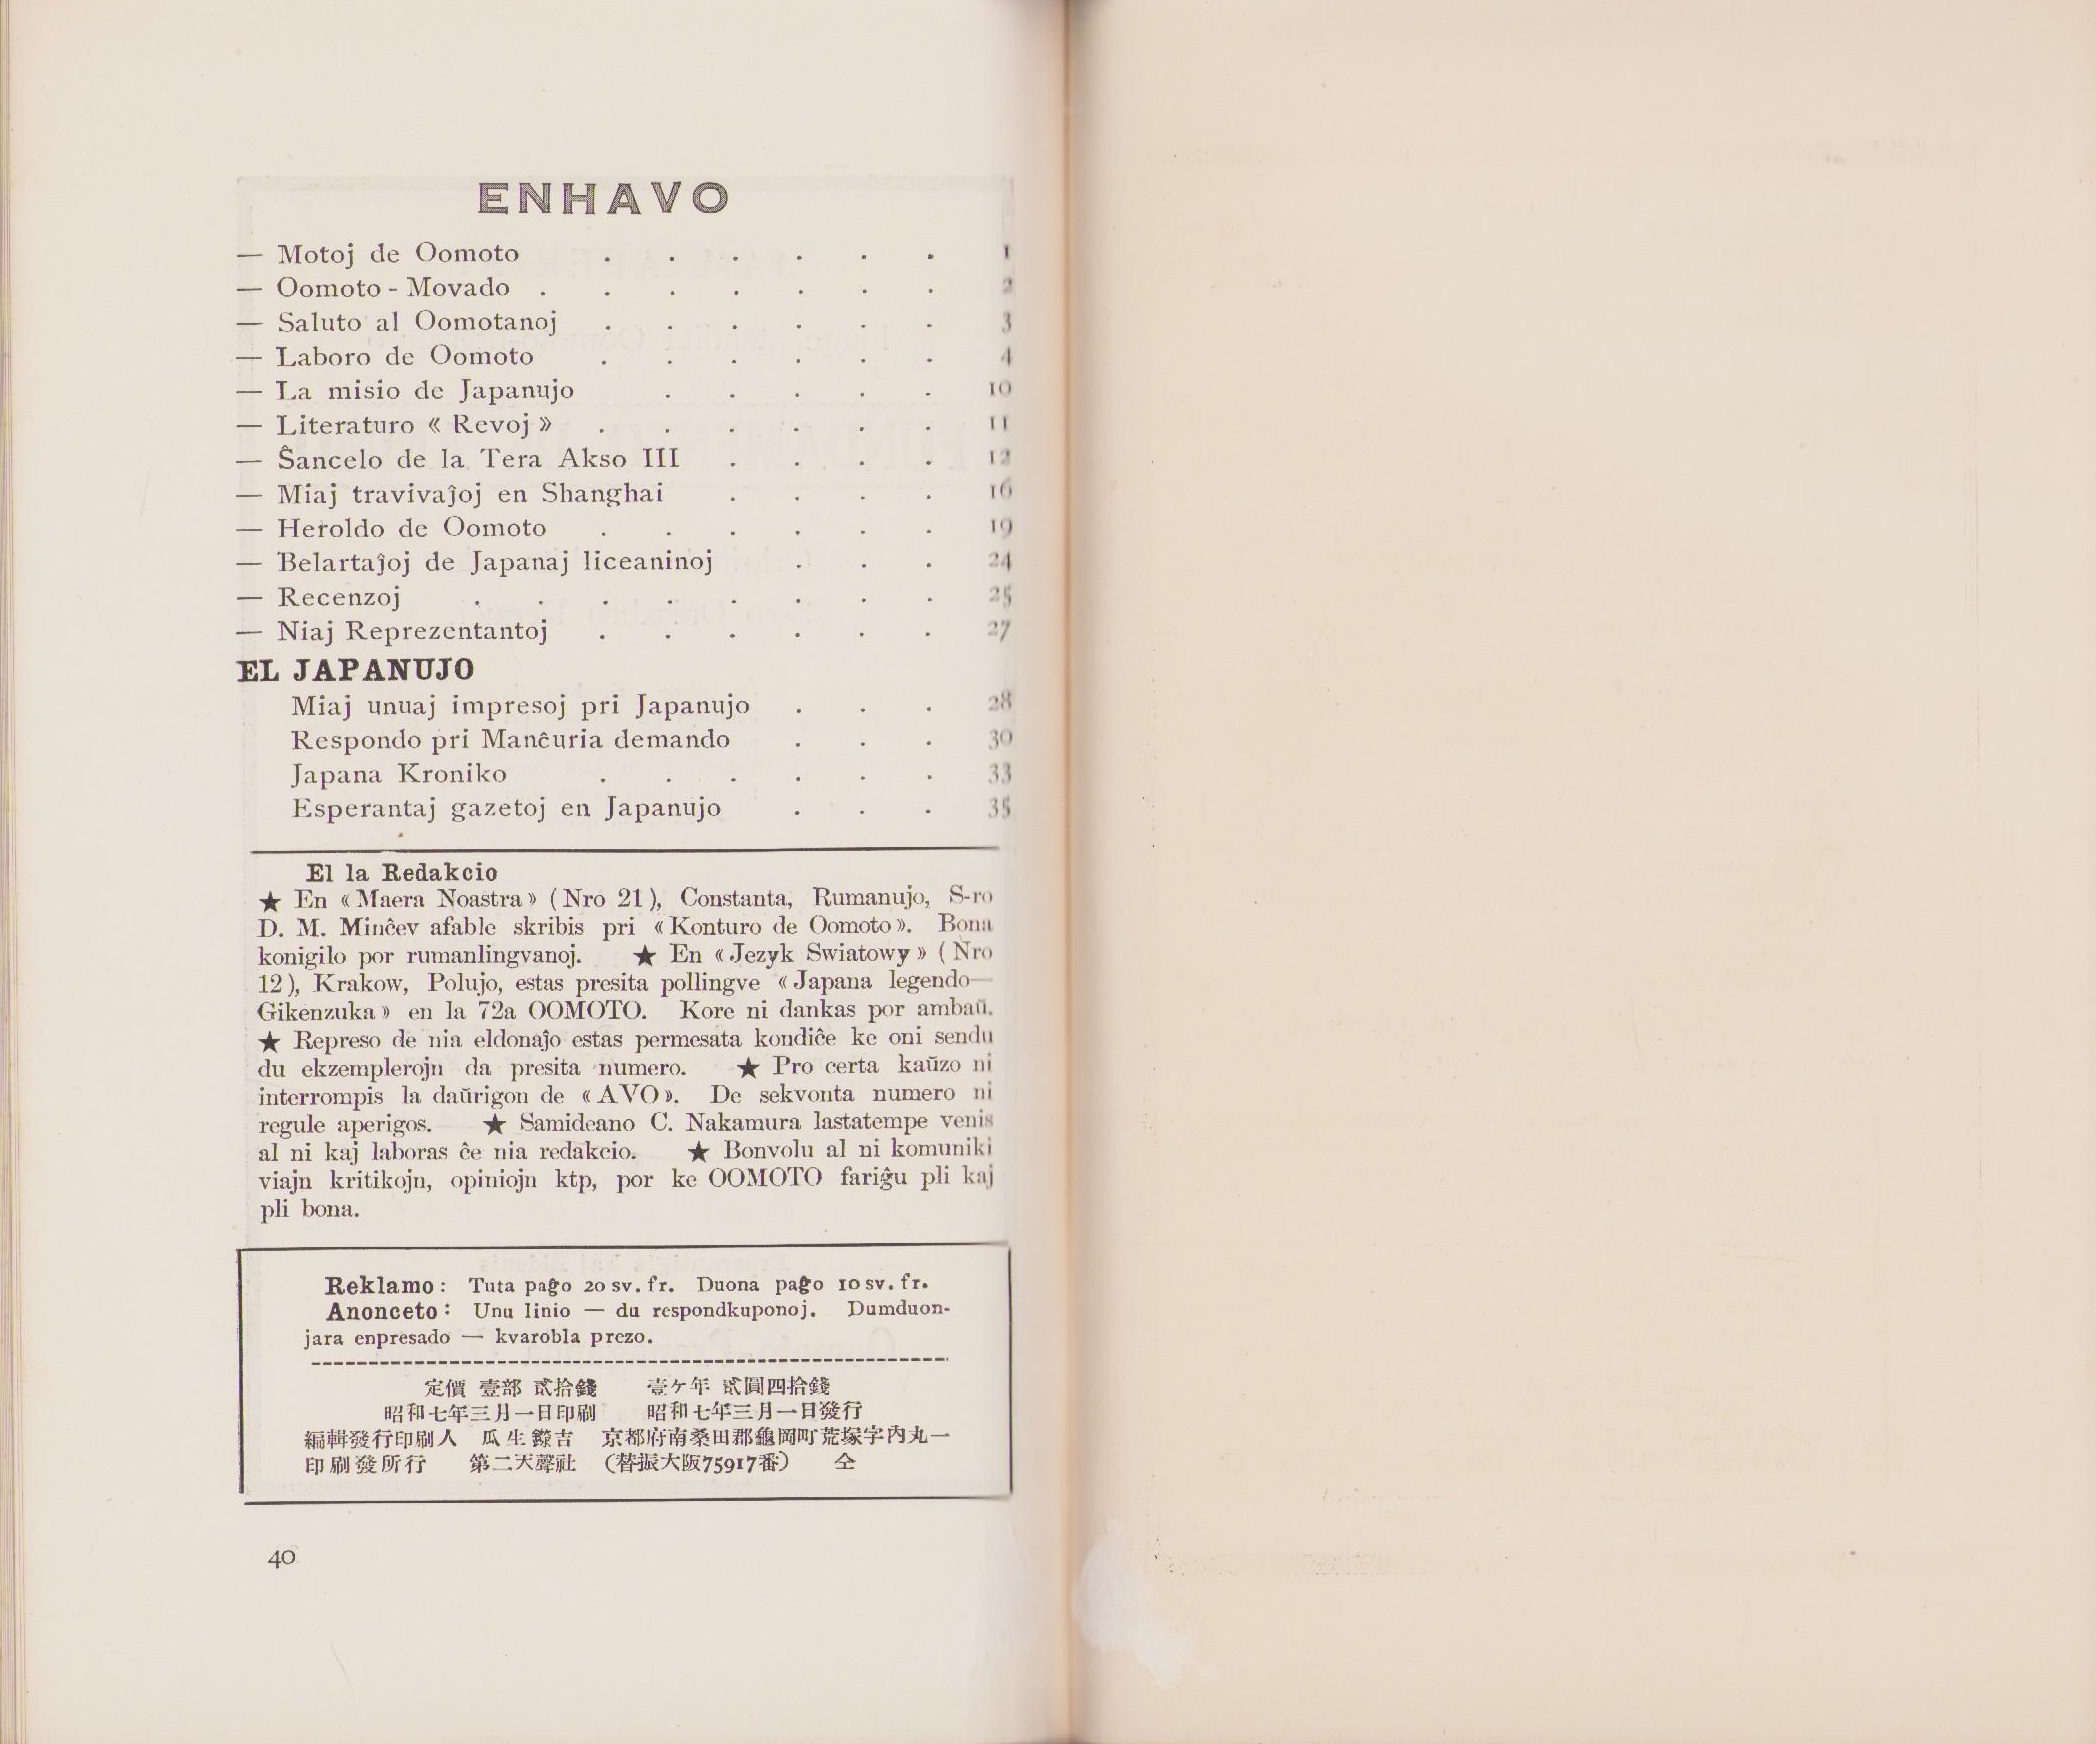 ENHAVO
— Motoj de Oomoto . . . . . . 1
— Oomoto - Movado . . . . . . . 2
— Saluto al Oomotanoj . . . . . . 3
— Laboro de Oomoto . . . . . . 4
— La misio de Japanujo . . . . . 10
— Literaturo « Revoj » . . . . . . 11
— Ŝancelo de la Tera Akso III . . . . 12
— Miaj travivaĵoj en Shanghai . . . . 16
— Heroldo de Oomoto . . . . . . 19
— Belartaĵoj de Japanaj liceaninoj . . . 24
— Recenzoj . . . . . . . . 25
— Niaj Reprezentantoj . . . . . . 27
EL JAPANUJO
Miaj unuaj impresoj pri Japanujo . . . 28
Respondo pri Manĉuria demando . . . 30
Japana Kroniko . . . . . . 33
Esperantaj gazetoj en Japanujo . . . 35
El la Redakcio
★ En « Maera Noastra » (Nro 21), Constanta, Rumanujo, S-ro
D. M. Minĉev afable skribis pri « Konturo de Oomoto ». Bona
konigilo por rumanlingvanoj. ★ En « Jezyk Swiatowy » (Nro
12), Krakow, Polujo, estas presita pollingve « Japana legendo—
Gikenzuka » en la 72a OOMOTO. Kore ni dankas por ambaŭ.
★ Represo de nia eldonaĵo estas permesata kondiĉe ke oni sendu
du ekzemplerojn da presita numero. ★ Pro certa kaŭzo ni
interrompis la daŭrigon de « AVO ». De sekvonta numero ni
regule aperigos. ★ Samideano C. Nakamura lastatempe venis
al ni kaj laboras ĉe nia redakcio. ★ Bonvolu al ni komuniki
viajn kritikojn, opiniojn ktp, por ke OOMOTO fariĝu pli kaj
pli bona.
Reklamo: Tuta paĝo 20 sv. fr. Duona paĝo 10 sv. fr.
Anonceto: Unu linio — du respondkuponoj. Dumduon-
jara enpresado — kvarobla prezo.
定價 壹部 貳拾錢 壹ケ年 貳圓四拾錢
昭和七年三月一日印刷 昭和七年三月一日發行
編輯發行印刷人 瓜生鑅吉 京都府南桑田郡龜岡町荒塚字內丸一
印刷發所行 第二天聲社 (替振大阪75917番) 仝
40